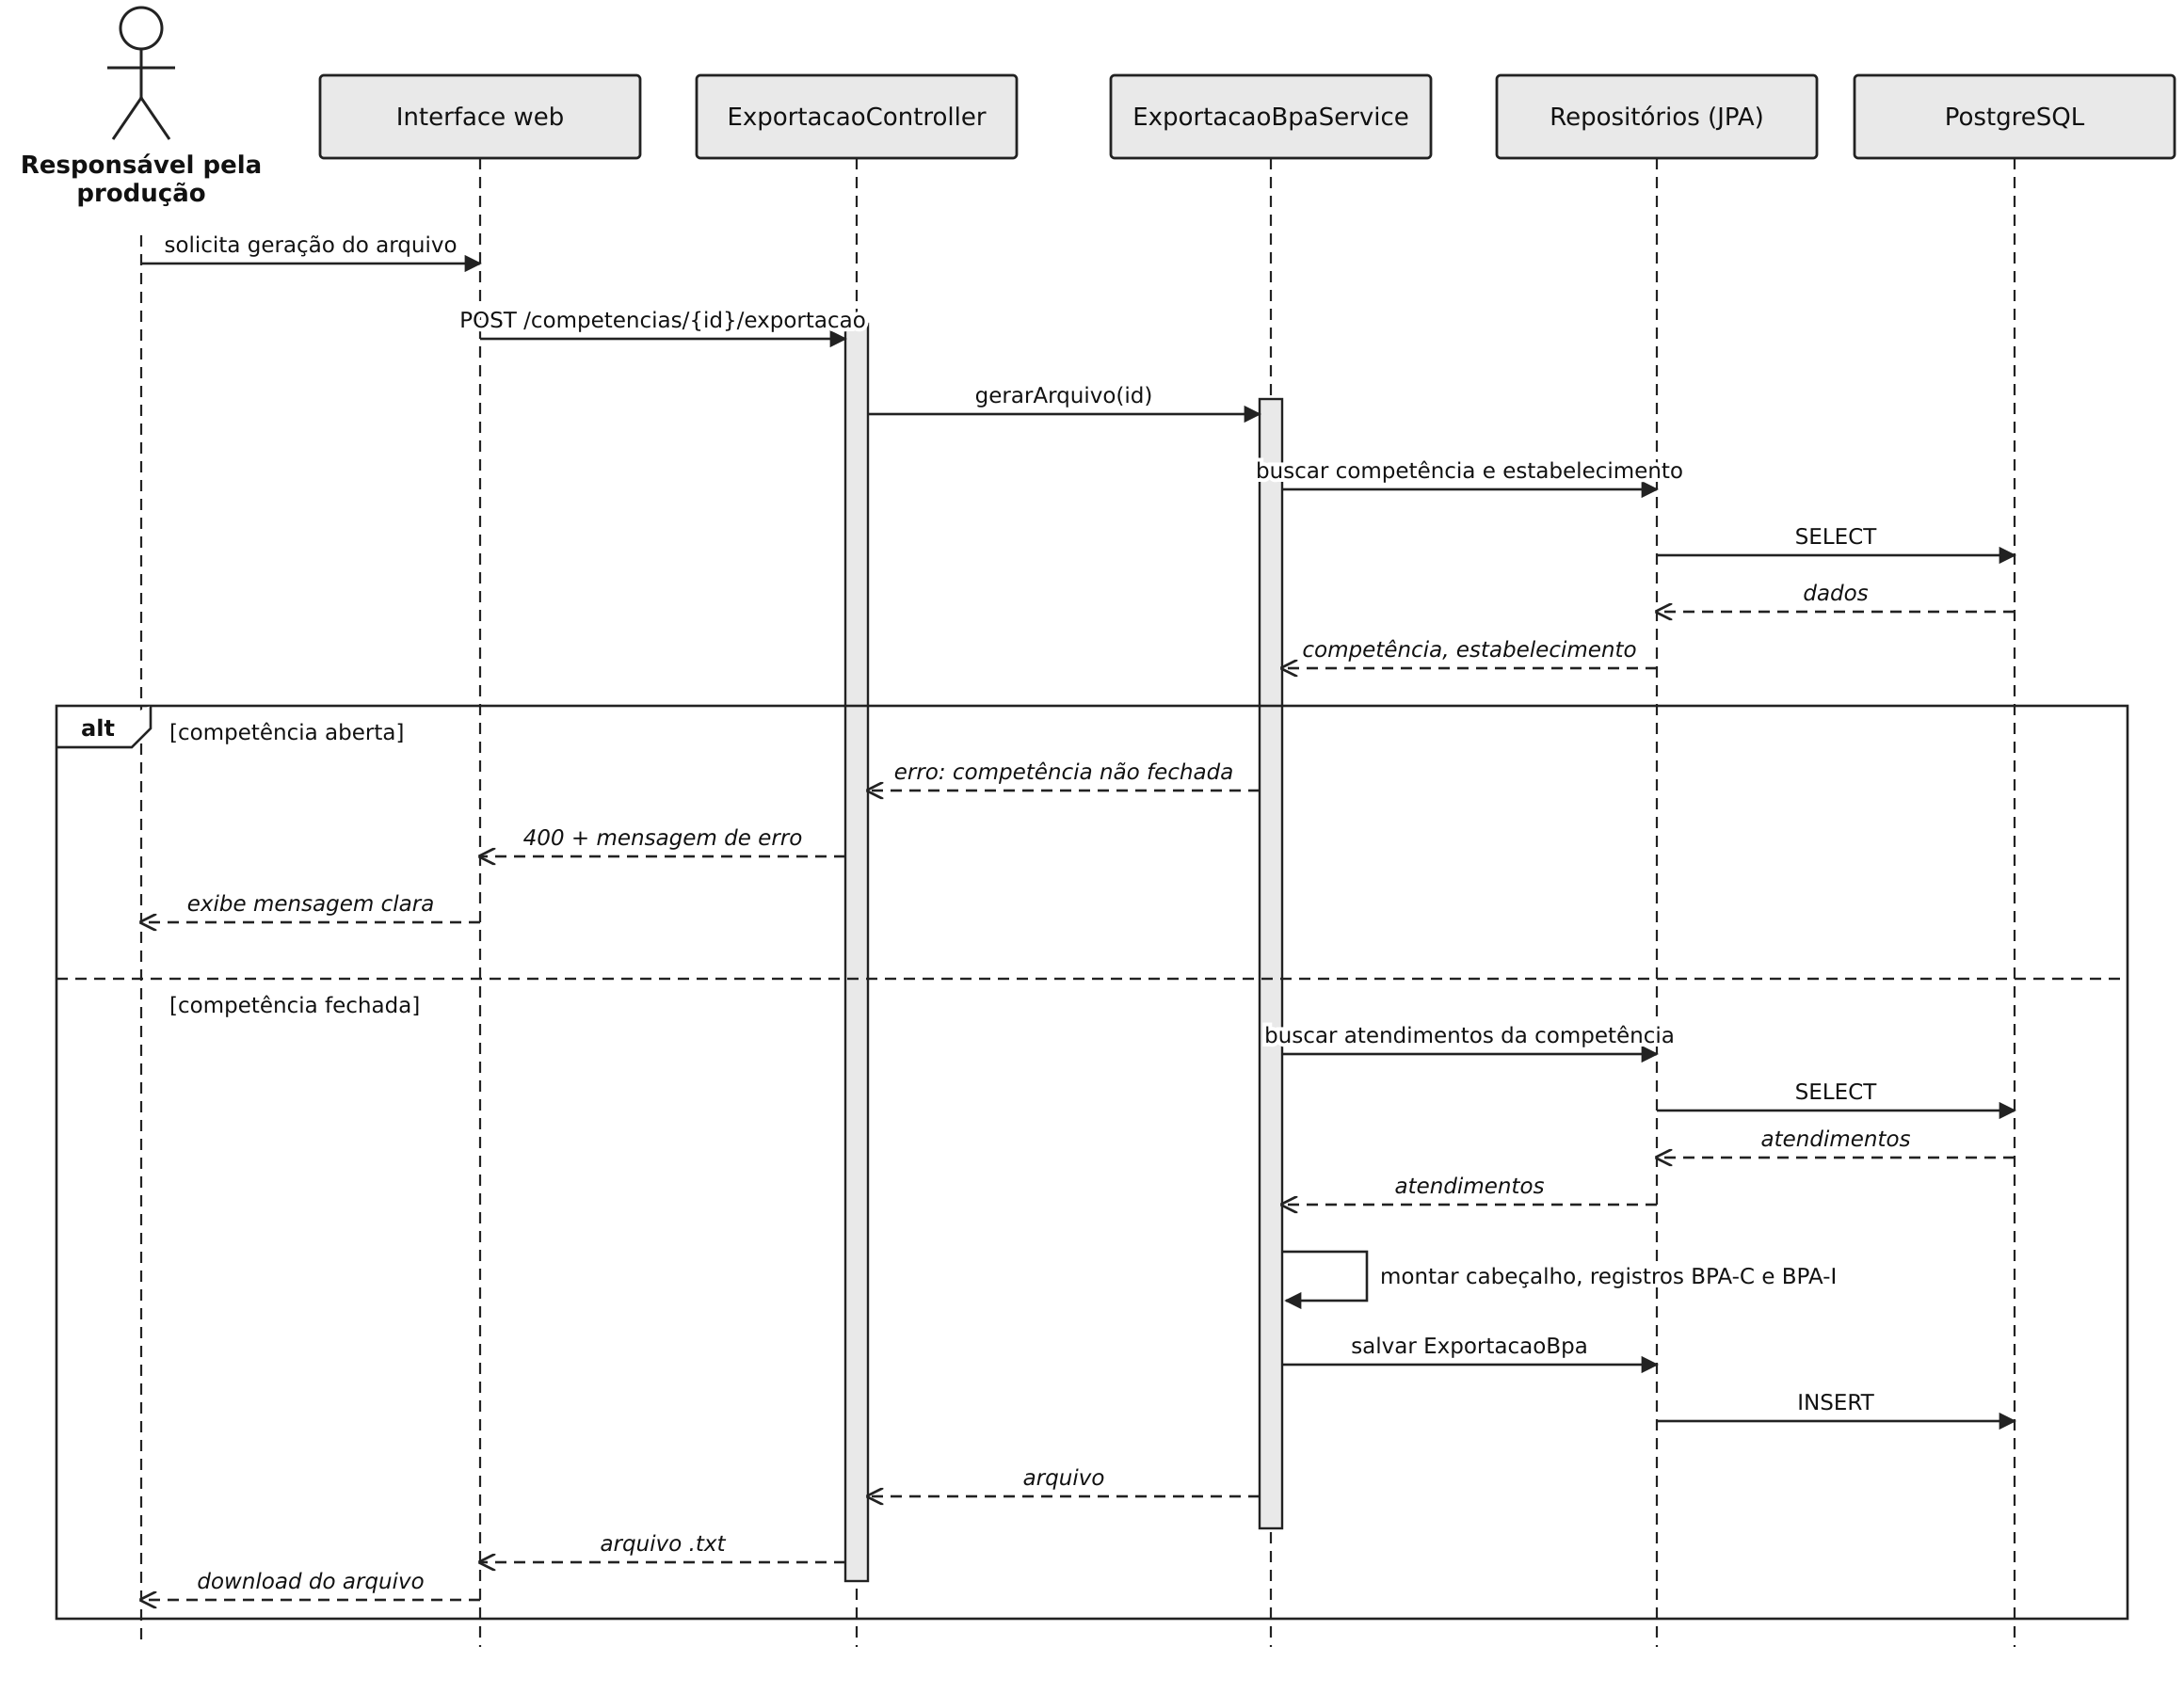 Responsável pela
produção
Interface web
ExportacaoController
ExportacaoBpaService
Repositórios (JPA)
PostgreSQL
solicita geração do arquivo
POST /competencias/{id}/exportacao
gerarArquivo(id)
buscar competência e estabelecimento
SELECT
dados
competência, estabelecimento
alt
[competência aberta]
erro: competência não fechada
400 + mensagem de erro
exibe mensagem clara
[competência fechada]
buscar atendimentos da competência
SELECT
atendimentos
atendimentos
montar cabeçalho, registros BPA-C e BPA-I
salvar ExportacaoBpa
INSERT
arquivo
arquivo .txt
download do arquivo